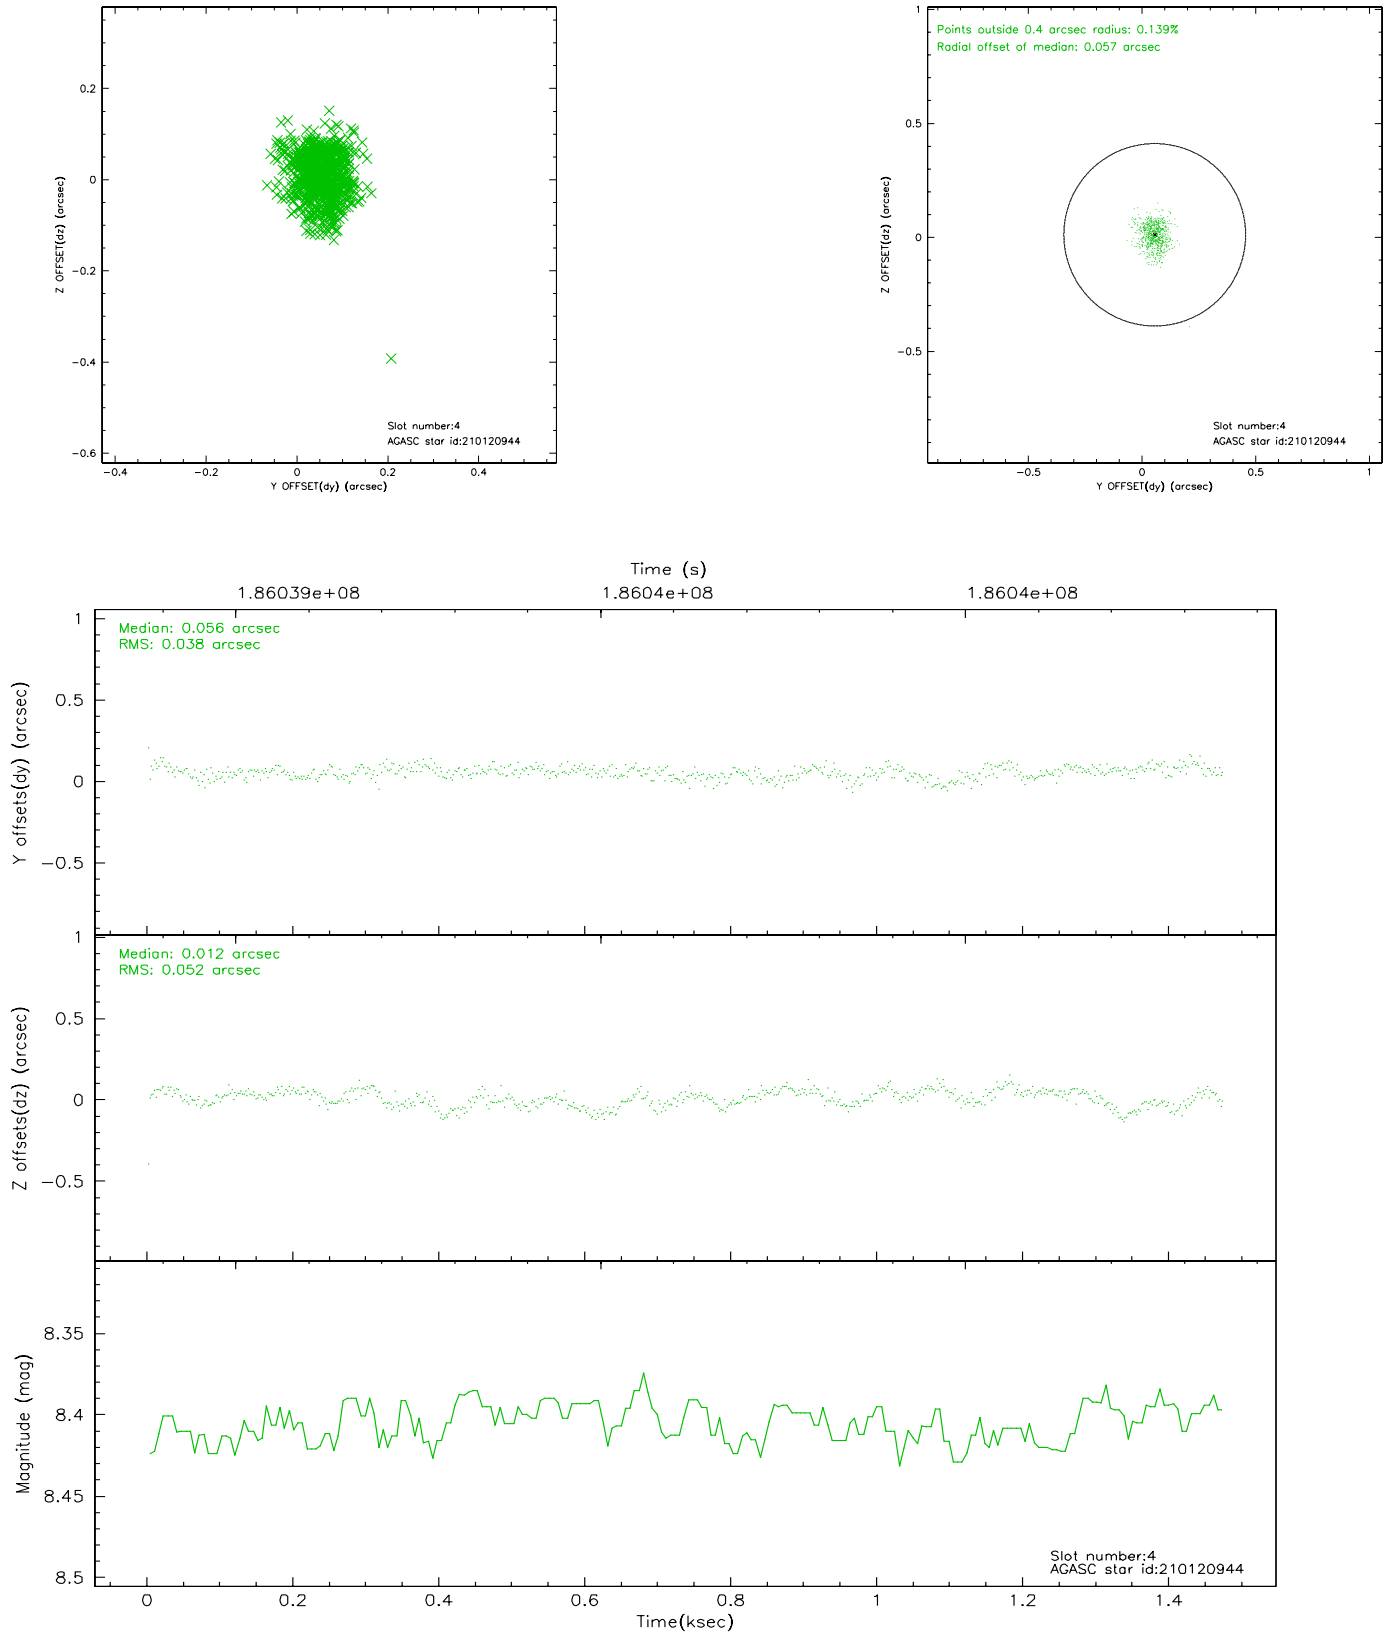 0.2
0
−0.2
−0.4
−0.6
Z OFFSET(dz) (arcsec)
Slot number:4
AGASC star id:210120944
−0.4 −0.2 0 0.2 0.4
Y OFFSET(dy) (arcsec)
Points outside 0.4 arcsec radius: 0.139%
Radial offset of median: 0.057 arcsec
1
0.5
0
−0.5
Z OFFSET(dz) (arcsec)
Slot number:4
AGASC star id:210120944
−0.5 0 0.5 1
Y OFFSET(dy) (arcsec)
Time (s)
1.86039e+08 1.8604e+08 1.8604e+08
Median: 0.056 arcsec
RMS: 0.038 arcsec
1
0.5
0
−0.5
Y offsets(dy) (arcsec)
Median: 0.012 arcsec
RMS: 0.052 arcsec
1
0.5
0
−0.5
Z offsets(dz) (arcsec)
8.35
8.4
8.45
8.5
Magnitude (mag)
Slot number:4
AGASC star id:210120944
0 0.2 0.4 0.6 0.8 1 1.2 1.4
Time(ksec)